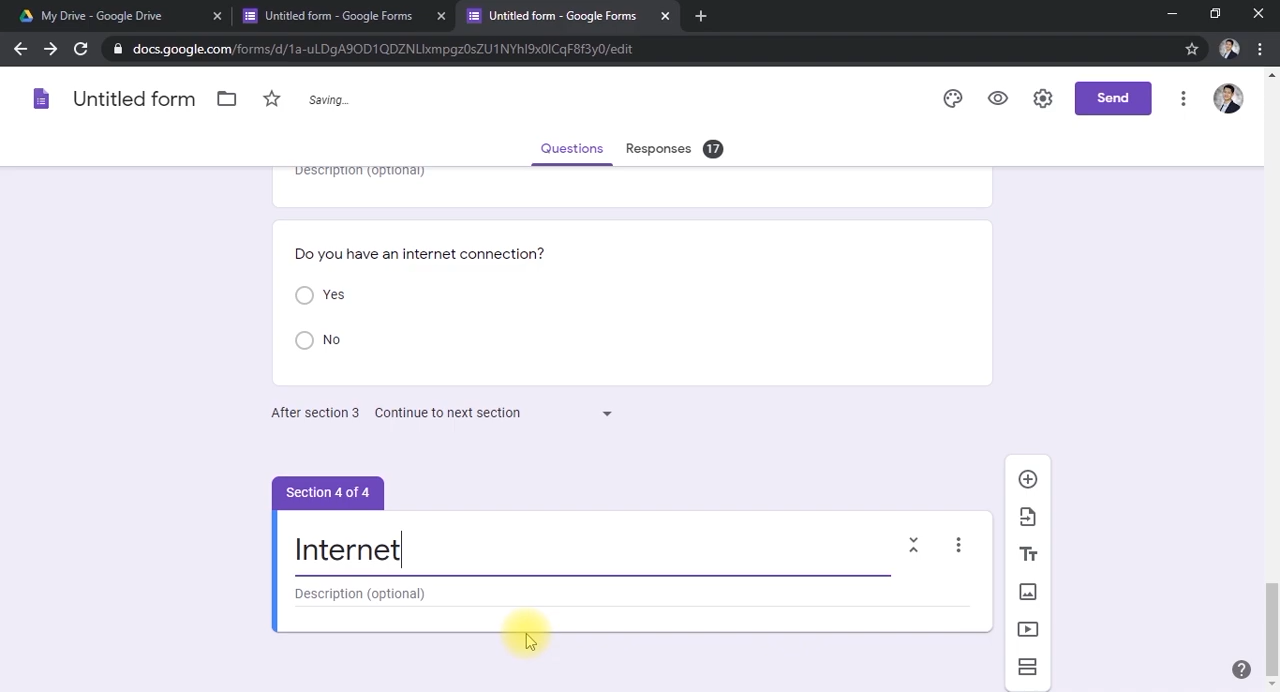 My Drive - Google Drive
Untitled form - Google Forms
Untitled form - Google Forms
docs.google.com/forms/d/1a-uLDgA9OD1QDZNLlxmpgz0sZU1NYhI9x0lCqF8f3y0/edit
Untitled form
Saving...
Send
Questions
Responses 17
Description (optional)
Do you have an internet connection?
Yes
No
After section 3 Continue to next section
Section 4 of 4
Internet
Description (optional)